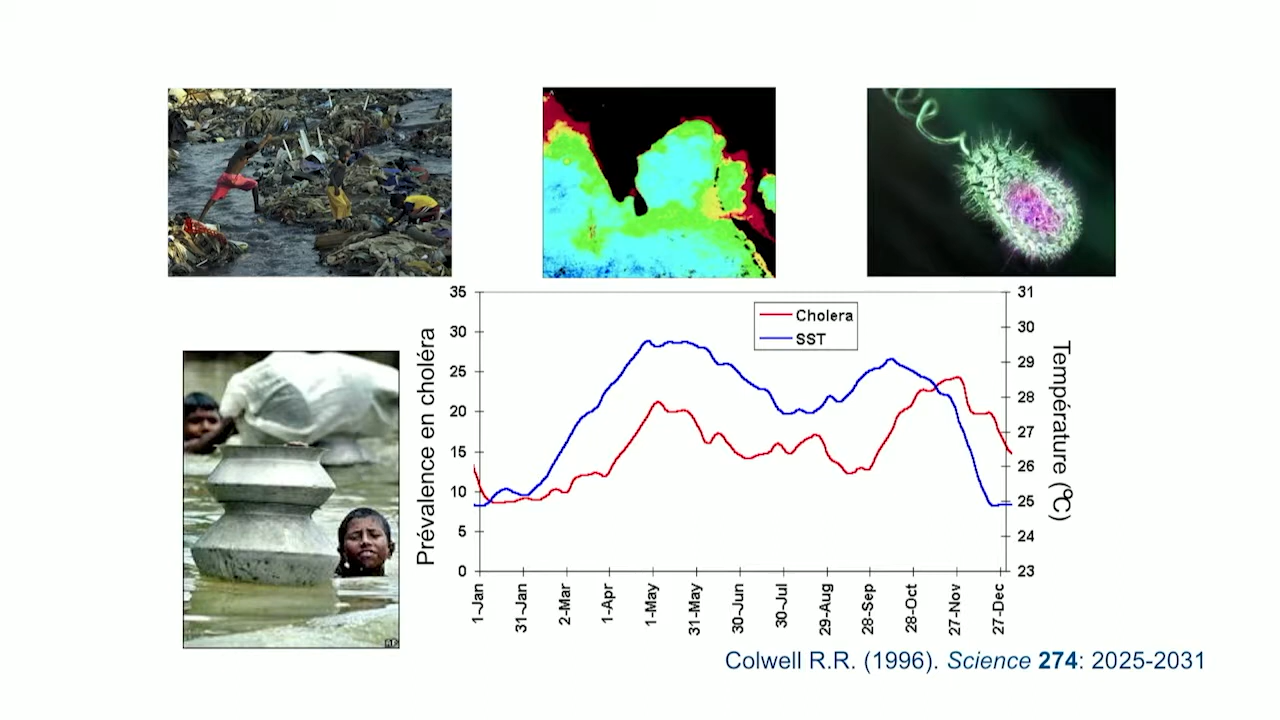 35
30
25
20
15
10
5
0
Prévalence en choléra
Cholera
SST
31
30
29
28
27
26
25
24
23
Température (ºC)
1-Jan
31-Jan
2-Mar
1-Apr
1-May
31-May
30-Jun
30-Jul
29-Aug
28-Sep
28-Oct
27-Nov
27-Dec
Colwell R.R. (1996). Science 274: 2025-2031